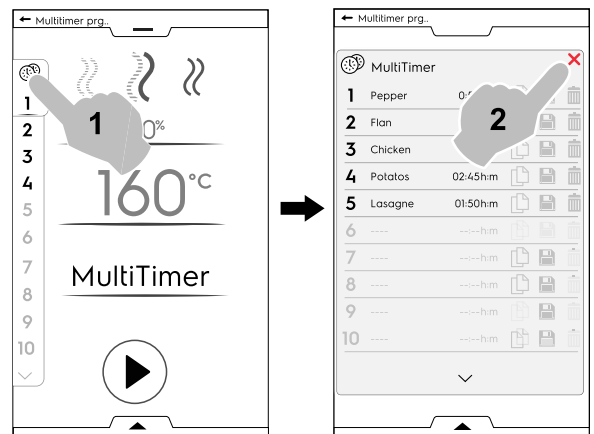 ← Multitimer prg..
1
2
3
4
5
6
7
8
9
10
1
%
160°C
MultiTimer
← Multitimer prg..
MultiTimer
1 Pepper 0:
2 Flan
3 Chicken
4 Potatos 02:45h:m
5 Lasagne 01:50h:m
6 ---- --:--h:m
7 ---- --:--h:m
8 ---- --:--h:m
9 ---- --:--h:m
10 ---- --:--h:m
2